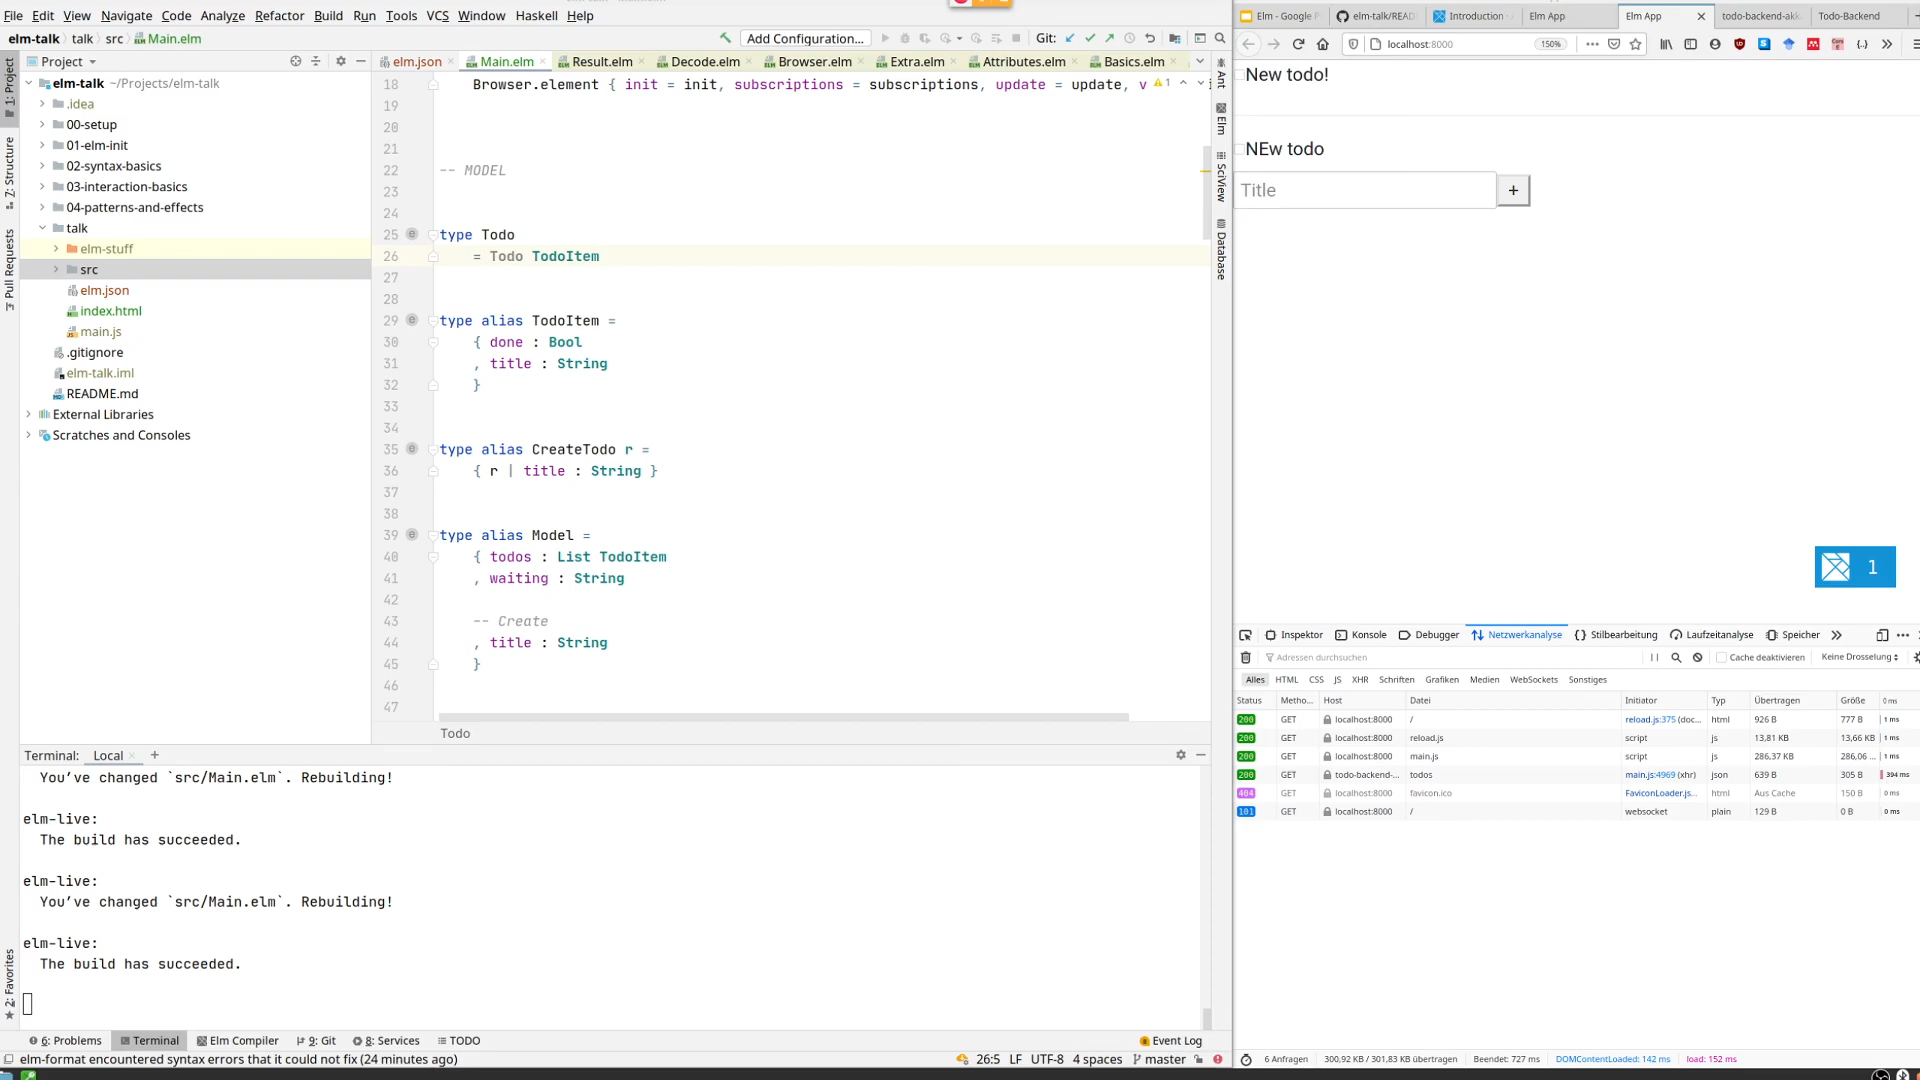 File Edit View Navigate Code Analyze Refactor Build Run Tools VCS Window Haskell Help
elm-talk talk src Main.elm
Add Configuration...
Git:
Project
elm.json Main.elm Result.elm Decode.elm Browser.elm Extra.elm Attributes.elm Basics.elm
elm-talk ~/Projects/elm-talk
.idea
00-setup
01-elm-init
02-syntax-basics
03-interaction-basics
04-patterns-and-effects
talk
elm-stuff
src
elm.json
index.html
main.js
.gitignore
elm-talk.iml
README.md
External Libraries
Scratches and Consoles
1: Project
7: Structure
Pull Requests
2: Favorites
18 Browser.element { init = init, subscriptions = subscriptions, update = update, v
1
19
20
21
22 -- MODEL
23
24
25 type Todo
26 = Todo TodoItem
27
28
29 type alias TodoItem =
30 { done : Bool
31 , title : String
32 }
33
34
35 type alias CreateTodo r =
36 { r | title : String }
37
38
39 type alias Model =
40 { todos : List TodoItem
41 , waiting : String
42
43 -- Create
44 , title : String
45 }
46
47
Todo
Ant
Elm
SciView
Database
Terminal: Local +
You've changed `src/Main.elm`. Rebuilding!
elm-live:
The build has succeeded.
elm-live:
You've changed `src/Main.elm`. Rebuilding!
elm-live:
The build has succeeded.
6: Problems Terminal Elm Compiler 9: Git 8: Services TODO
Event Log
elm-format encountered syntax errors that it could not fix (24 minutes ago)
26:5 LF UTF-8 4 spaces master
Elm - Google elm-talk/READ Introduction Elm App Elm App todo-backend-akk Todo-Backend
localhost:8000 150%
New todo!
NEw todo
Title +
1
Inspektor Konsole Debugger Netzwerkanalyse Stilbearbeitung Laufzeitanalyse Speicher
Adressen durchsuchen
Cache deaktivieren Keine Drosselung
Alles HTML CSS JS XHR Schriften Grafiken Medien WebSockets Sonstiges
Status Metho... Host Datei Initiator Typ Übertragen Größe 0 ms
200 GET localhost:8000 / reload.js:375 (doc... html 926 B 777 B 1 ms
200 GET localhost:8000 reload.js script js 13,81 KB 13,66 KB 1 ms
200 GET localhost:8000 main.js script js 286,37 KB 286,06 ... 1 ms
200 GET todo-backend-... todos main.js:4969 (xhr) json 639 B 305 B 394 ms
404 GET localhost:8000 favicon.ico FaviconLoader.js... html Aus Cache 150 B 0 ms
101 GET localhost:8000 / websocket plain 129 B 0 B 0 ms
6 Anfragen 300,92 KB / 301,83 KB übertragen Beendet: 727 ms DOMContentLoaded: 142 ms load: 152 ms